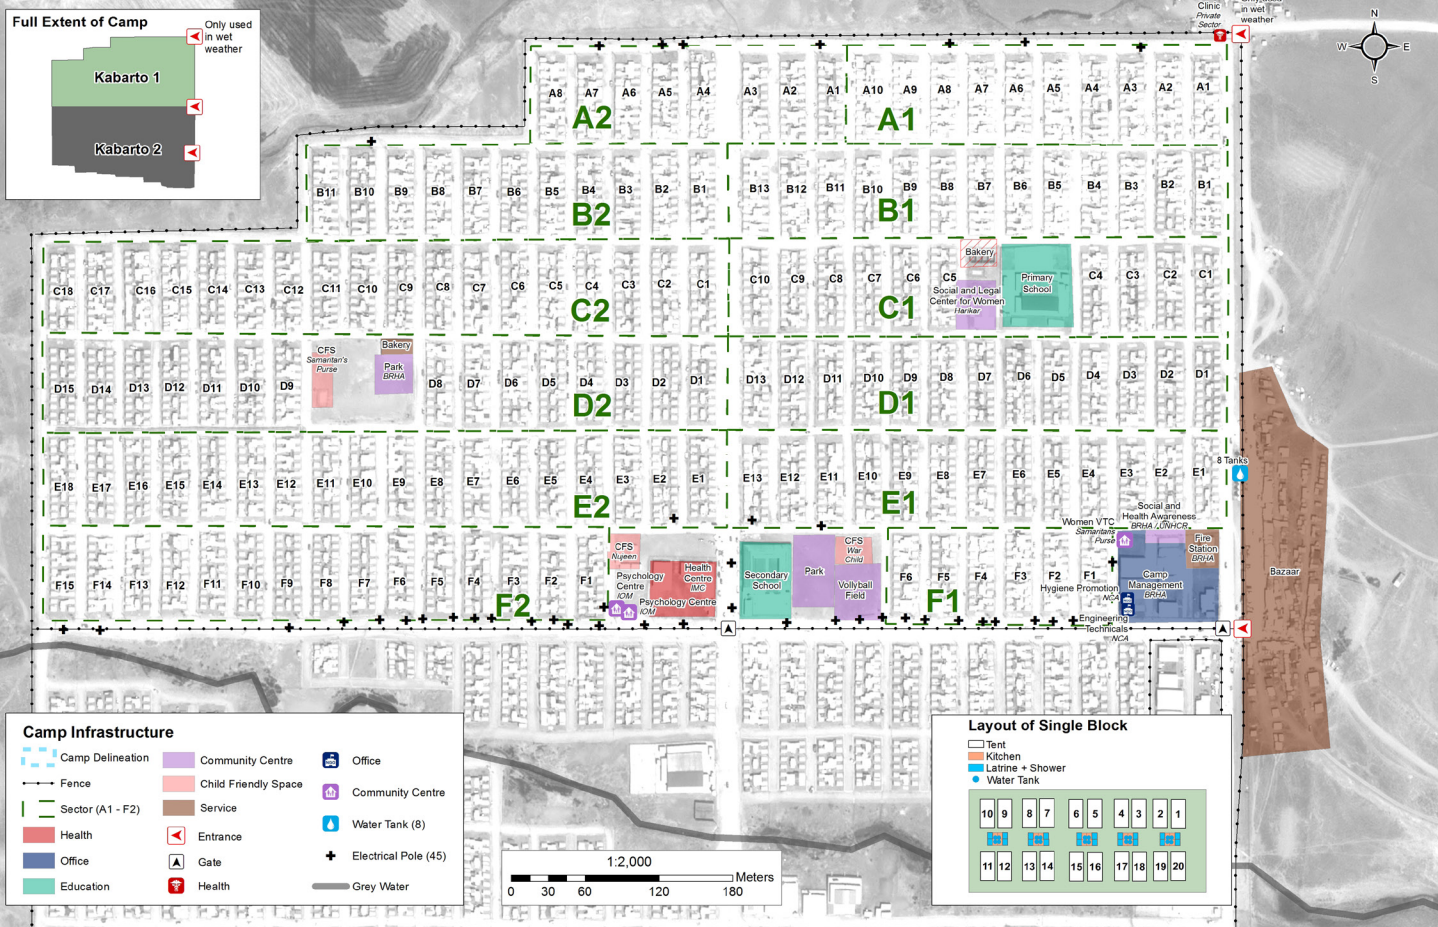 Full Extent of Camp
Only used
in wet
weather
Kabarto 1
Kabarto 2
Clinic
Private
Sector
in wet
weather
N
W
E
S
A8 A7 A6 A5 A4 A3 A2 A1 A10 A9 A8 A7 A6 A5 A4 A3 A2 A1
A2
A1
B11 B10 B9 B8 B7 B6 B5 B4 B3 B2 B1 B13 B12 B11 B10 B9 B8 B7 B6 B5 B4 B3 B2 B1
B2
B1
C18 C17 C16 C15 C14 C13 C12 C11 C10 C9 C8 C7 C6 C5 C4 C3 C2 C1 C10 C9 C8 C7 C6 C5 C4 C3 C2 C1
Bakery
Social and Legal
Center for Women
Harikar
Primary
School
C2
C1
CFS
Samaritan's
Purse
Bakery
Park
BRHA
D15 D14 D13 D12 D11 D10 D9 D8 D7 D6 D5 D4 D3 D2 D1 D13 D12 D11 D10 D9 D8 D7 D6 D5 D4 D3 D2 D1
D2
D1
8 Tanks
E18 E17 E16 E15 E14 E13 E12 E11 E10 E9 E8 E7 E6 E5 E4 E3 E2 E1 E13 E12 E11 E10 E9 E8 E7 E6 E5 E4 E3 E2 E1
E2
E1
Social and
Health Awareness
BRHA / UNHCR
Women VTC
Samaritans
Purse
Fire
Station
BRHA
F15 F14 F13 F12 F11 F10 F9 F8 F7 F6 F5 F4 F3 F2 F1 F6 F5 F4 F3 F2 F1
F2
F1
CFS
Nujeen
Health
Centre
IMC
Psychology
Centre
IOM
Psychology Centre
IOM
Secondary
School
Park
CFS
War
Child
Vollyball
Field
Camp
Management
BRHA
Hygiene Promotion
NCA
Engineering
Technicals
NCA
Bazaar
Camp Infrastructure
Camp Delineation
Fence
Sector (A1 - F2)
Health
Office
Education
Community Centre
Child Friendly Space
Service
Entrance
Gate
Health
Office
Community Centre
Water Tank (8)
Electrical Pole (45)
Grey Water
1:2,000
0 30 60 120 180 Meters
Layout of Single Block
Tent
Kitchen
Latrine + Shower
Water Tank
10 9 8 7 6 5 4 3 2 1
11 12 13 14 15 16 17 18 19 20